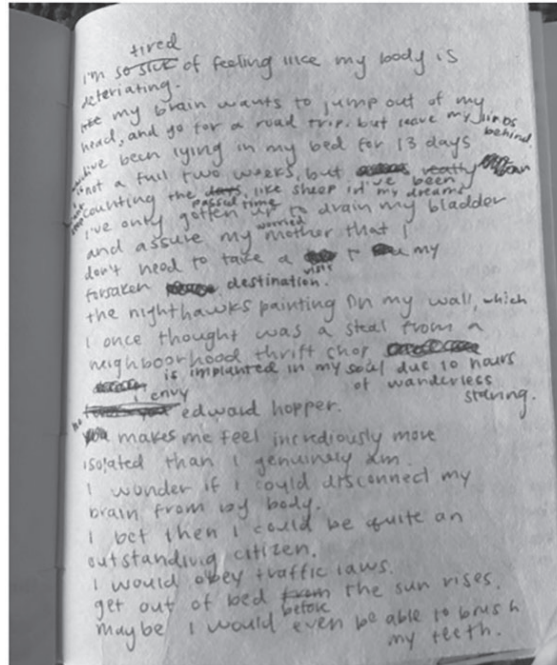 tired
I'm so sick of feeling like my body is
deteriating.
my brain wants to jump out of my
head, and go for a road trip. but leave my limbs
behind
I've been lying in my bed for 13 days
not a full two weeks, but really
I've been
counting the days, like sheep in my dreams
passed time
I've only gotten up to drain my bladder
worried
and assure my mother that I
don't need to take a to my
visit
forsaken destination.
the nighthawks painting on my wall, which
I once thought was a steal from a
neighboorhood thrift shop
is implanted in my soul due to hours
of wanderless
staring.
I envy
edward hopper.
he
you makes me feel incrediously more
isolated than I genuinely am.
I wonder if I could disconnect my
brain from my body.
I bet then I could be quite an
outstanding citizen.
I would obey traffic laws.
get out of bed from the sun rises.
before
maybe I would even be able to brush
my teeth.